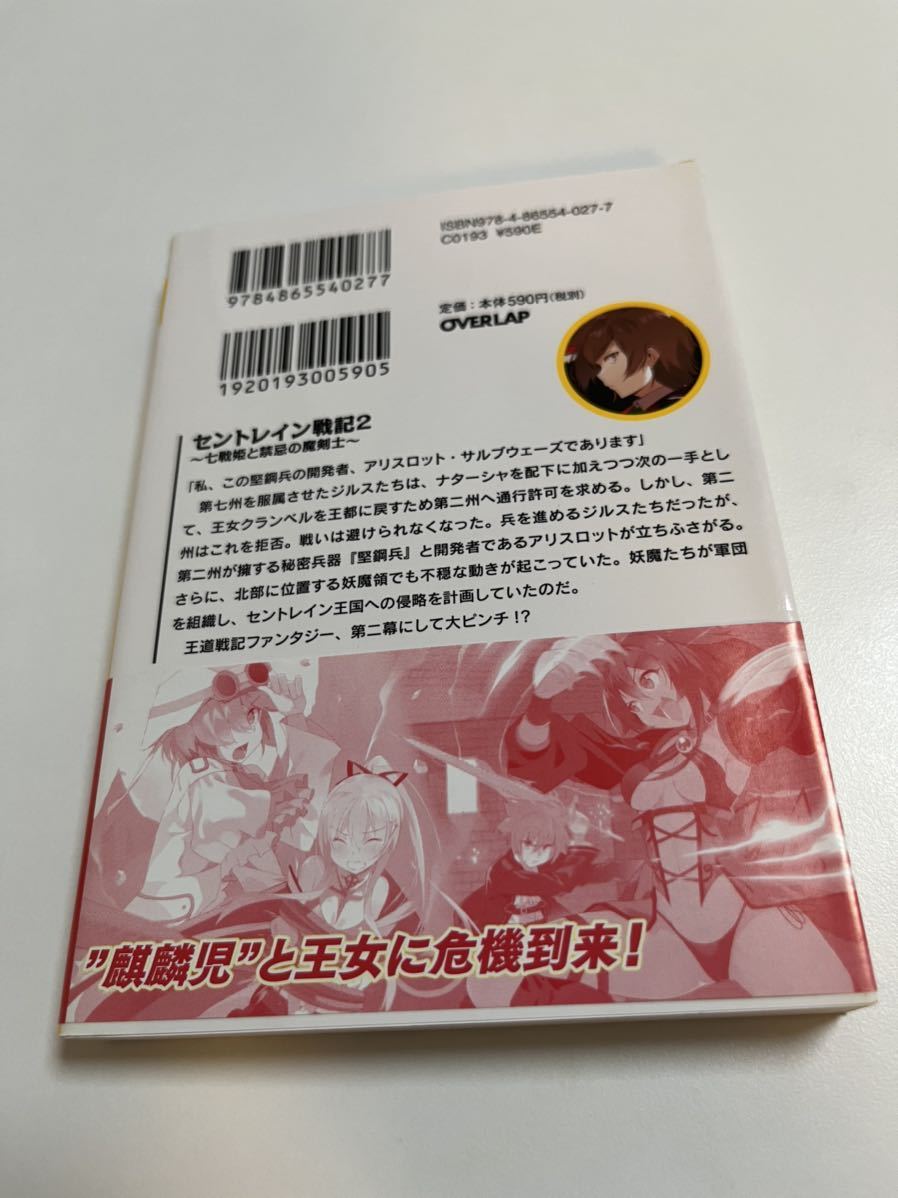 9784865540277
ISBN978-4-86554-027-7
C0193 ¥590E
1920193005905
定価：本体590円(税別)
OVERLAP
セントレイン戦記2
～七戦姫と禁忌の魔剣士～
「私、この堅鋼兵の開発者、アリスロット・サルブウェーズであります」
第七州を服属させたジルスたちは、ナターシャを配下に加えつつ次の一手とし
て、王女クランベルを王都に戻すため第二州へ通行許可を求める。しかし、第二
州はこれを拒否。戦いは避けられなくなった。兵を進めるジルスたちだったが、
第二州が擁する秘密兵器『堅鋼兵』と開発者であるアリスロットが立ちふさがる。
さらに、北部に位置する妖魔領でも不穏な動きが起こっていた。妖魔たちが軍団
を組織し、セントレイン王国への侵略を計画していたのだ。
王道戦記ファンタジー、第二幕にして大ピンチ!?
”麒麟児”と王女に危機到来！